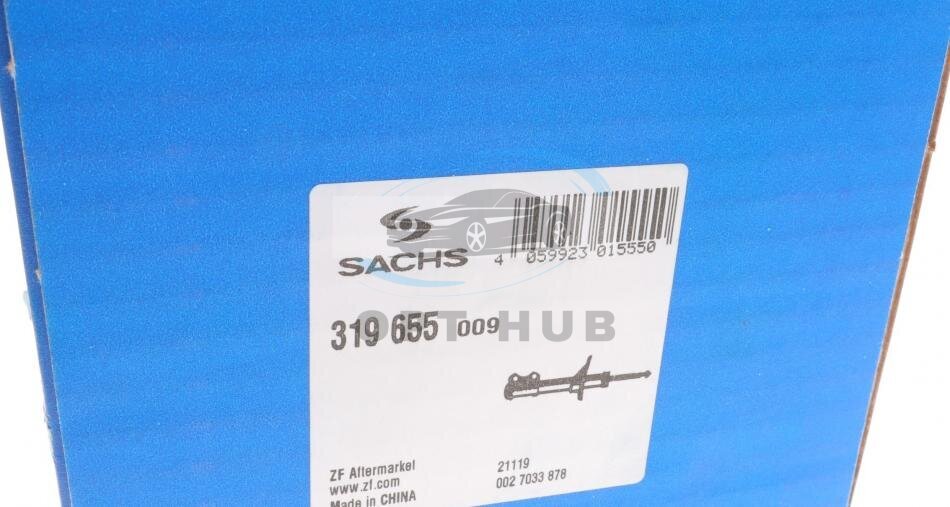 SACHS
4 059923 015550
319 655 009
OPT HUB
ZF Aftermarket
www.zf.com
Made in CHINA
21119
002 7033 878